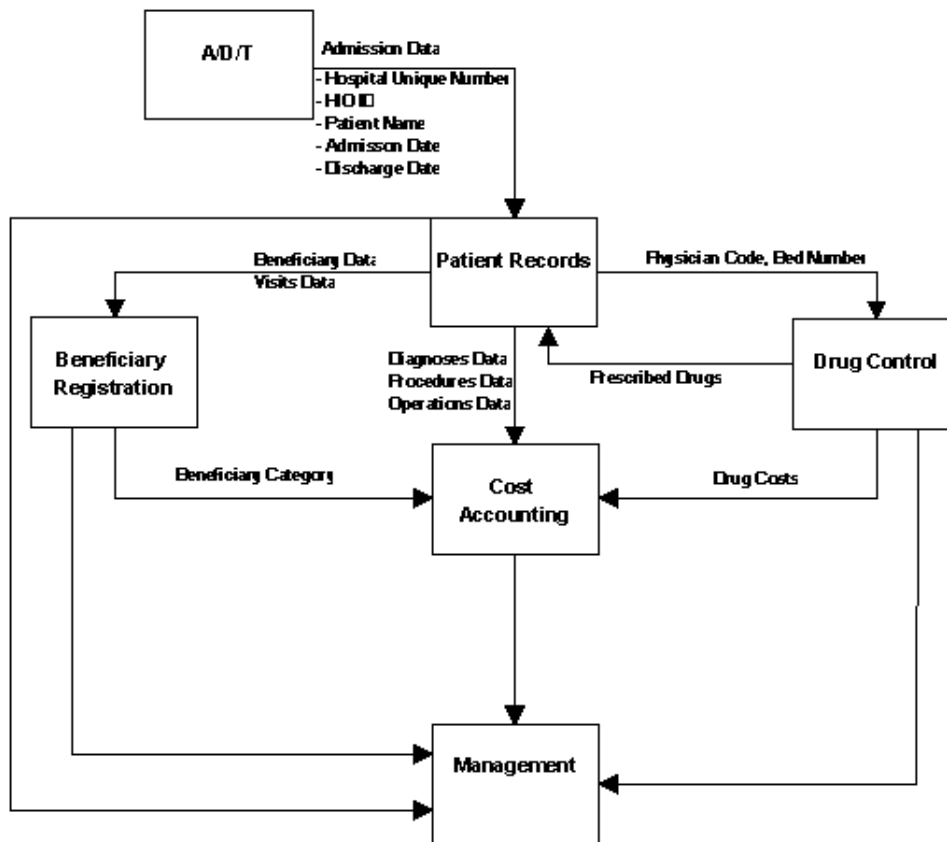 A/D/T
Admission Data
- Hospital Unique Number
- HIO ID
- Patient Name
- Admisson Date
- Discharge Date
Patient Records
Beneficiary Data
Visits Data
Physician Code, Bed Number
Beneficiary
Registration
Diagnoses Data
Procedures Data
Operations Data
Prescribed Drugs
Drug Control
Beneficiary Category
Cost
Accounting
Drug Costs
Management